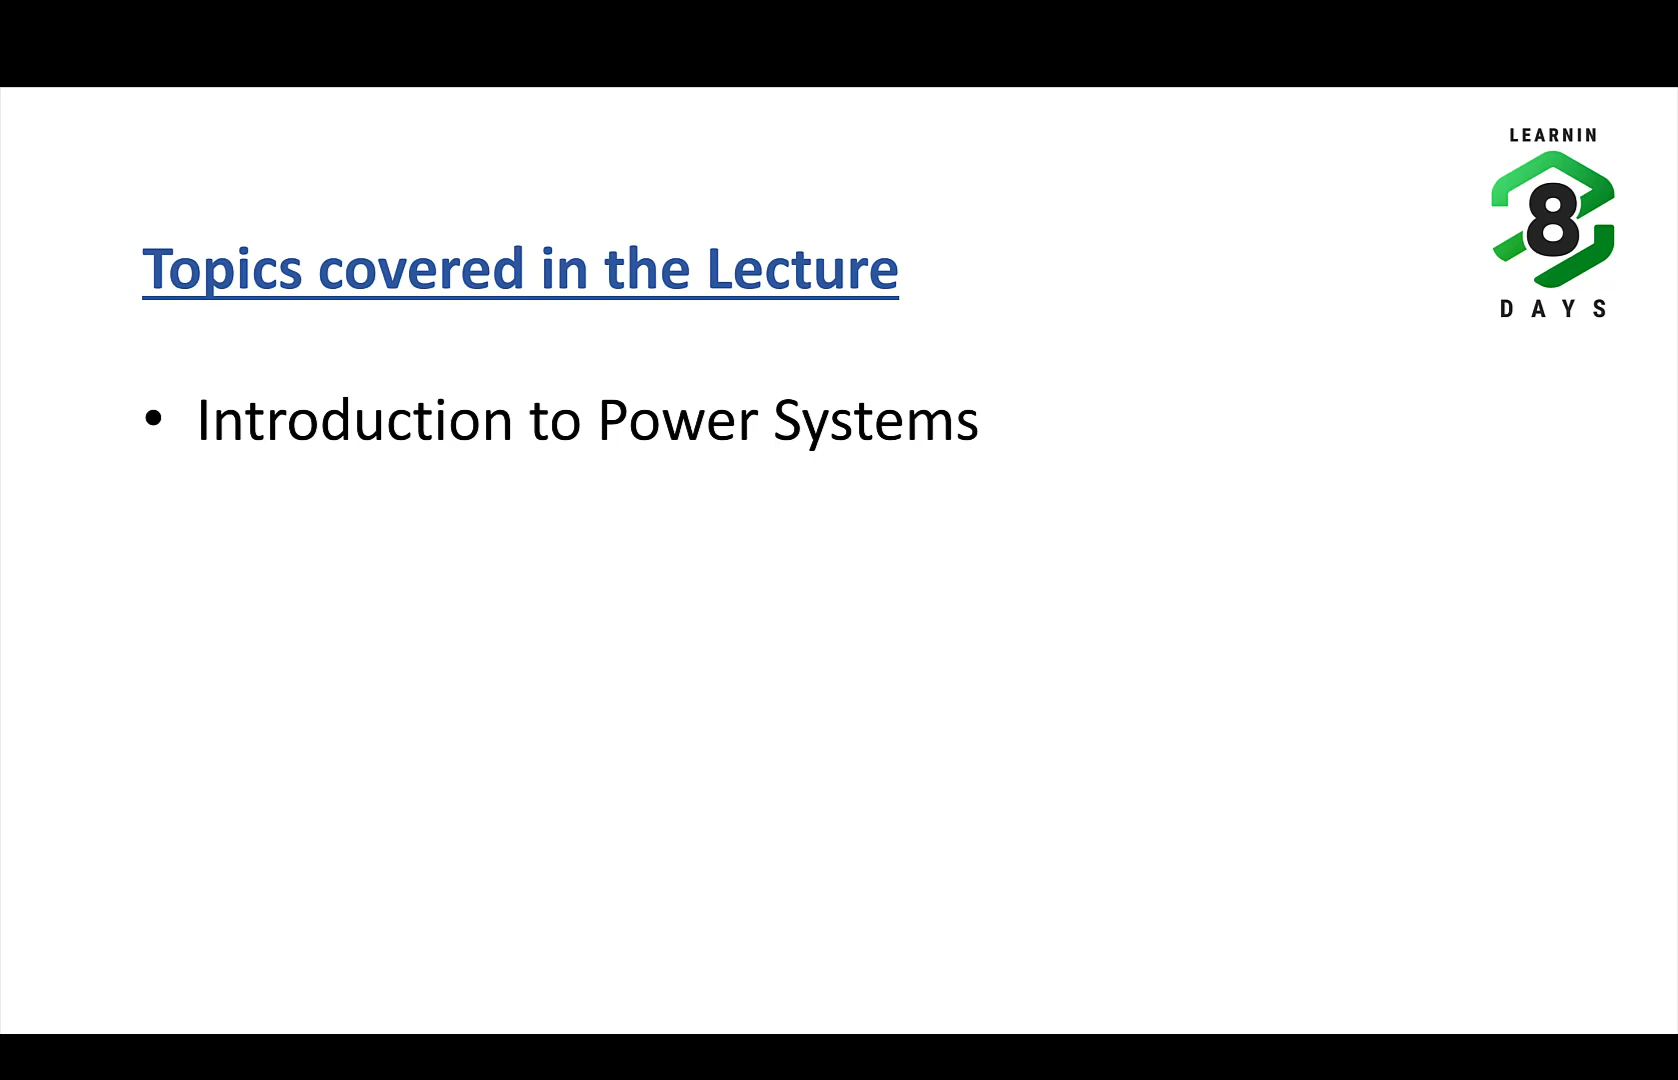 LEARNIN
8
DAYS
Topics covered in the Lecture
• Introduction to Power Systems